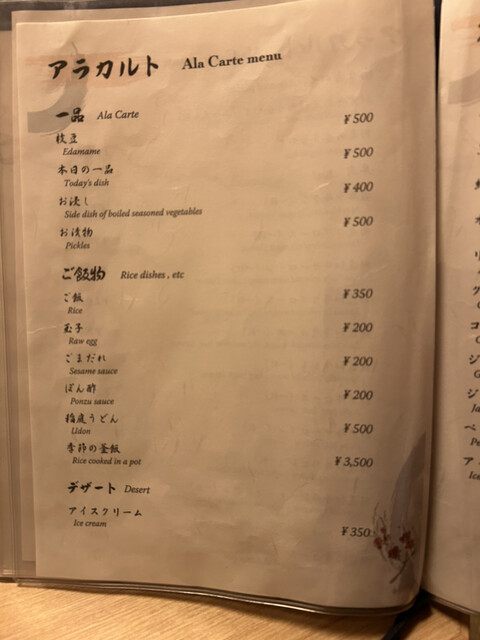 アラカルト Ala Carte menu
一品 Ala Carte
枝豆 ¥500
Edamame
本日の一品 ¥500
Today's dish
お浸し ¥400
Side dish of boiled seasoned vegetables
お漬物 ¥500
Pickles
ご飯物 Rice dishes , etc
ご飯 ¥350
Rice
玉子 ¥200
Raw egg
ごまだれ ¥200
Sesame sauce
ぽん酢 ¥200
Ponzu sauce
稲庭うどん ¥500
Udon
季節の釜飯 ¥3,500
Rice cooked in a pot
デザート Desert
アイスクリーム ¥350
Ice cream